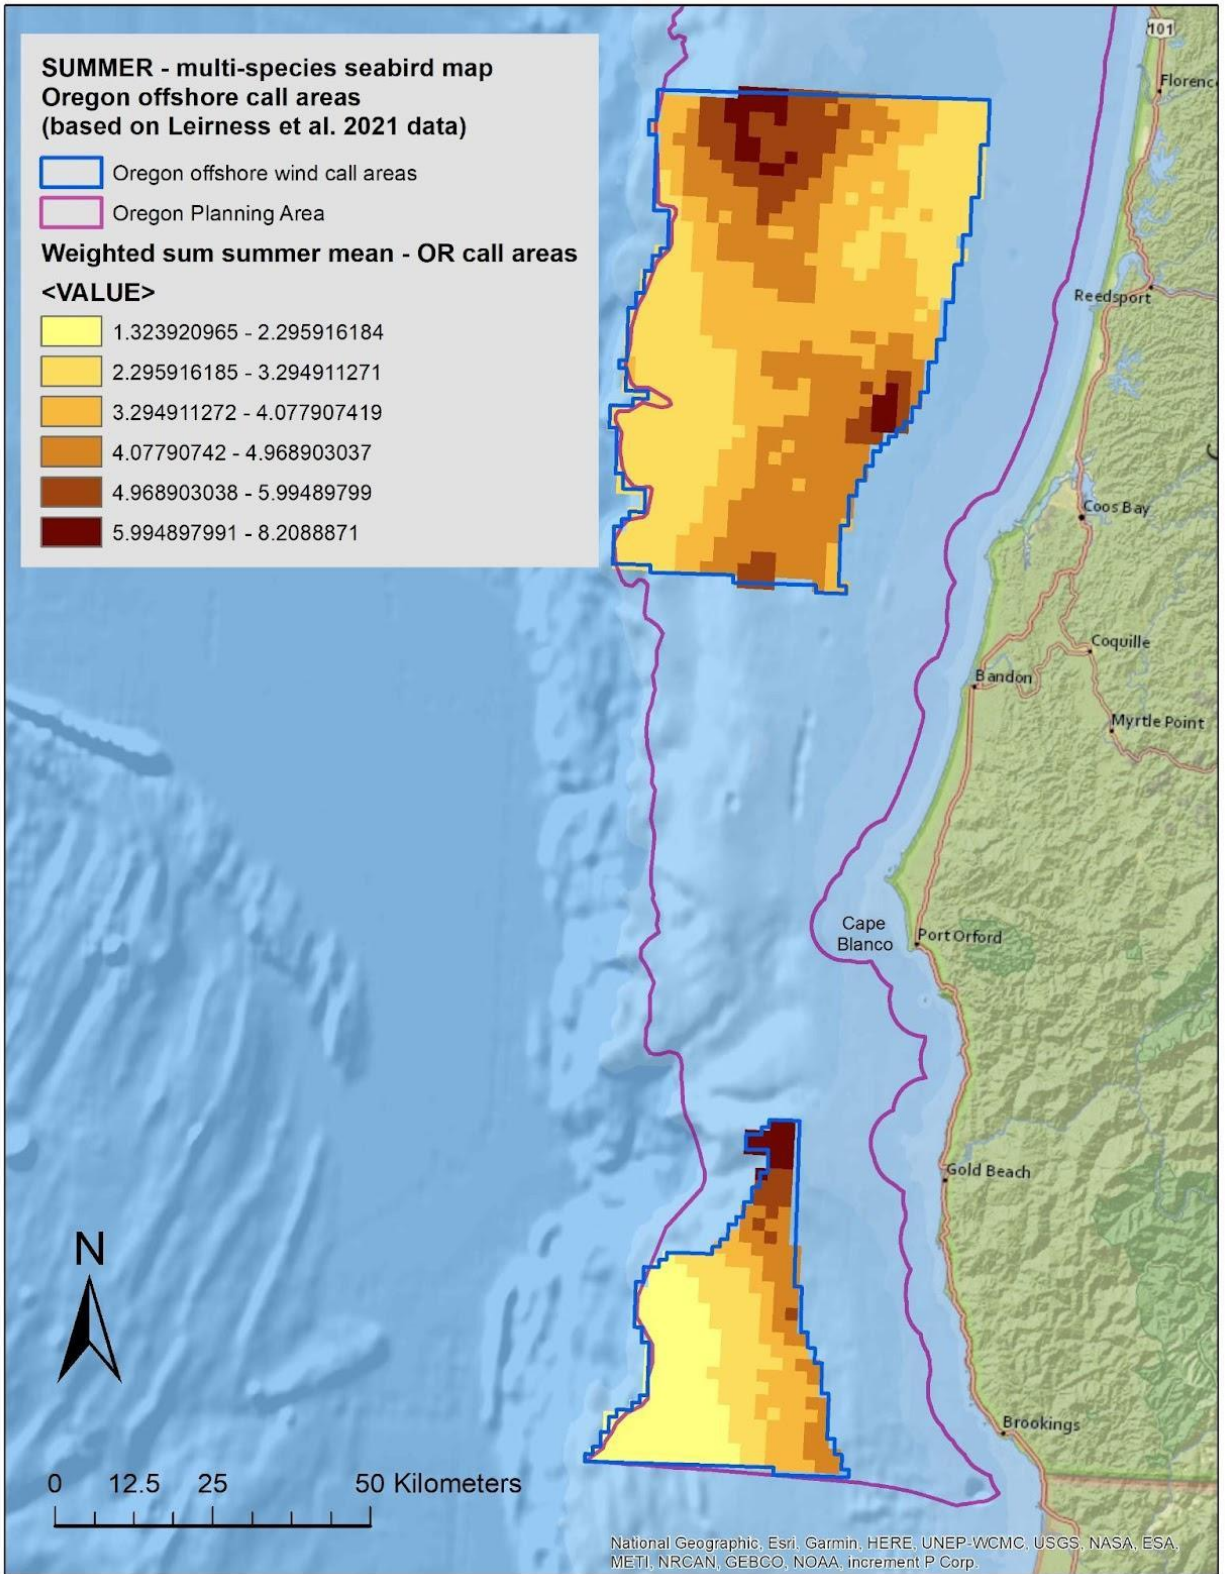 SUMMER - multi-species seabird map
Oregon offshore call areas
(based on Leirness et al. 2021 data)
Oregon offshore wind call areas
Oregon Planning Area
Weighted sum summer mean - OR call areas
<VALUE>
1.323920965 - 2.295916184
2.295916185 - 3.294911271
3.294911272 - 4.077907419
4.07790742 - 4.968903037
4.968903038 - 5.99489799
5.994897991 - 8.2088871
101
Florence
Reedsport
Coos Bay
Coquille
Bandon
Myrtle Point
Cape
Blanco
Port Orford
Gold Beach
Brookings
N
0 12.5 25 50 Kilometers
National Geographic, Esri, Garmin, HERE, UNEP-WCMC, USGS, NASA, ESA,
METI, NRCAN, GEBCO, NOAA, increment P Corp.